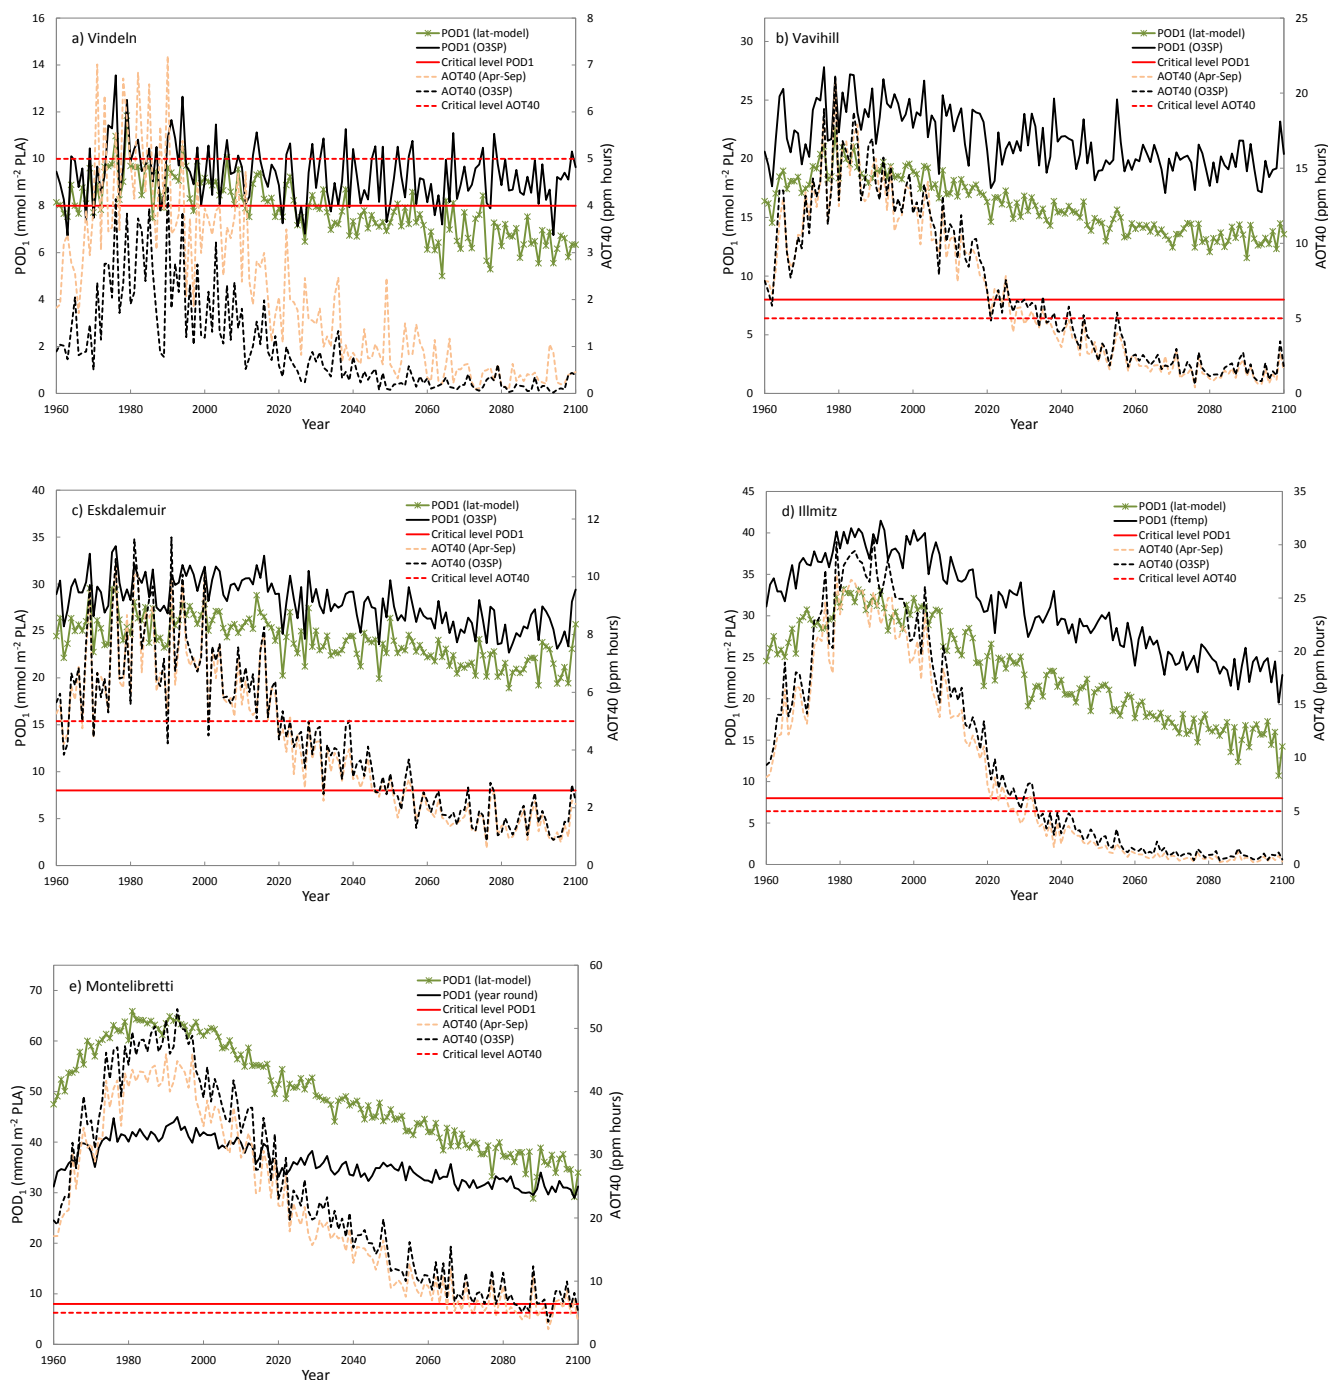 a) Vindeln
POD1 (lat-model)
POD1 (O3SP)
Critical level POD1
AOT40 (Apr-Sep)
AOT40 (O3SP)
Critical level AOT40
POD₁ (mmol m⁻² PLA)
16
14
12
10
8
6
4
2
0
AOT40 (ppm hours)
8
7
6
5
4
3
2
1
0
1960 1980 2000 2020 2040 2060 2080 2100
Year
b) Vavihill
POD1 (lat-model)
POD1 (O3SP)
Critical level POD1
AOT40 (Apr-Sep)
AOT40 (O3SP)
Critical level AOT40
POD₁ (mmol m⁻² PLA)
30
25
20
15
10
5
0
AOT40 (ppm hours)
25
20
15
10
5
0
1960 1980 2000 2020 2040 2060 2080 2100
Year
c) Eskdalemuir
POD1 (lat-model)
POD1 (O3SP)
Critical level POD1
AOT40 (Apr-Sep)
AOT40 (O3SP)
Critical level AOT40
POD₁ (mmol m⁻² PLA)
40
35
30
25
20
15
10
5
0
AOT40 (ppm hours)
12
10
8
6
4
2
0
1960 1980 2000 2020 2040 2060 2080 2100
Year
d) Illmitz
POD1 (lat-model)
POD1 (ftemp)
Critical level POD1
AOT40 (Apr-Sep)
AOT40 (O3SP)
Critical level AOT40
POD₁ (mmol m⁻² PLA)
45
40
35
30
25
20
15
10
5
0
AOT40 (ppm hours)
35
30
25
20
15
10
5
0
1960 1980 2000 2020 2040 2060 2080 2100
Year
e) Montelibretti
POD1 (lat-model)
POD1 (year round)
Critical level POD1
AOT40 (Apr-Sep)
AOT40 (O3SP)
Critical level AOT40
POD₁ (mmol m⁻² PLA)
70
60
50
40
30
20
10
0
AOT40 (ppm hours)
60
50
40
30
20
10
0
1960 1980 2000 2020 2040 2060 2080 2100
Year